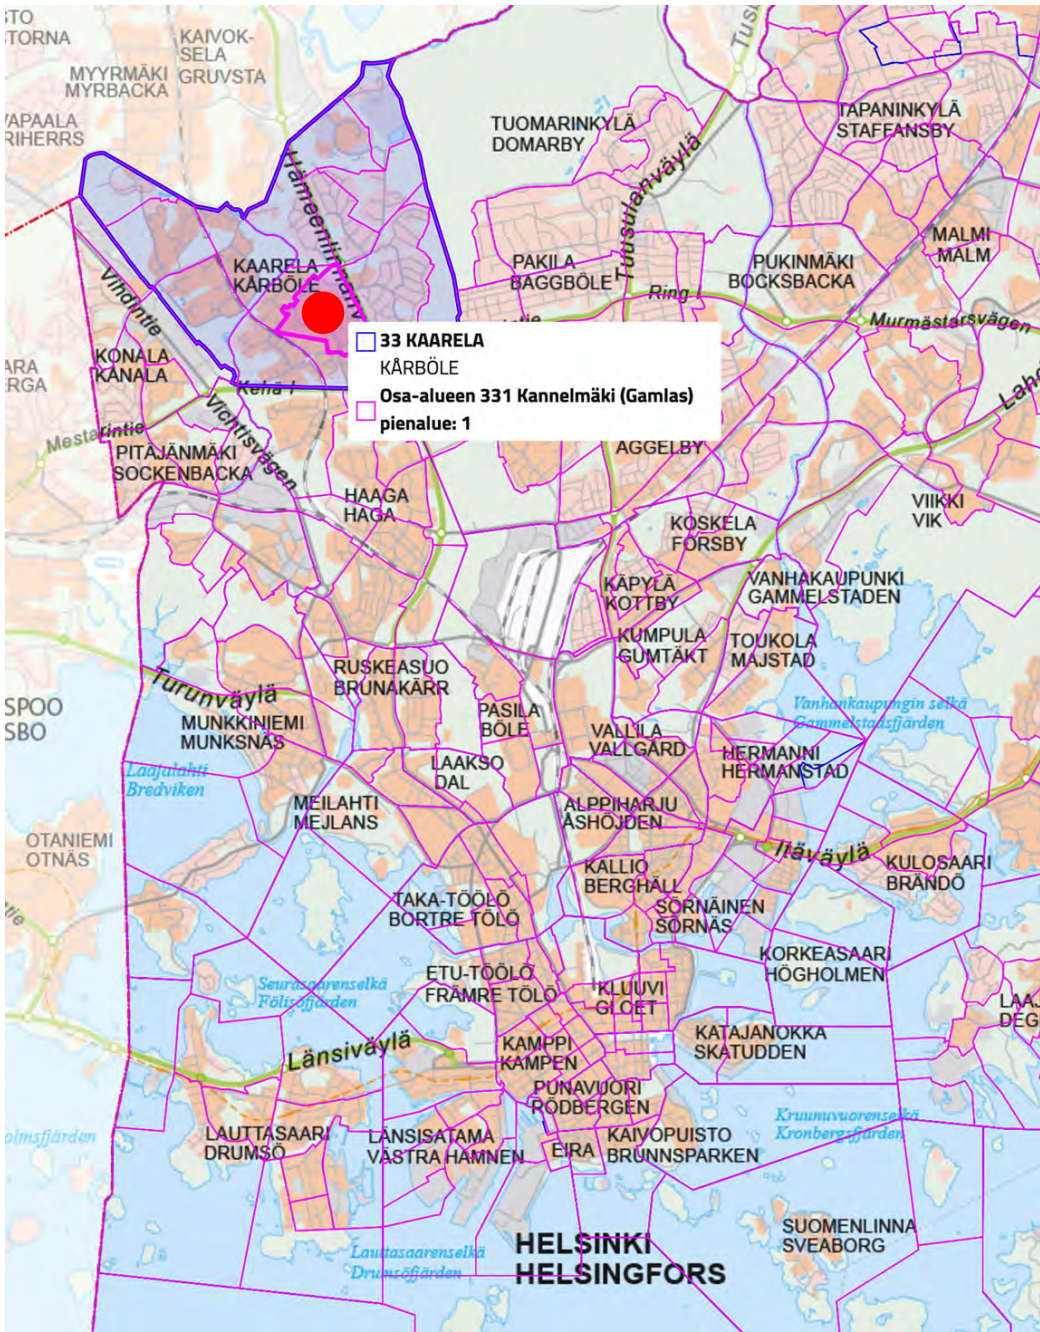 STO
STORNA
KAIVOK-
SELA
GRUVSTA
MYYRMÄKI
MYRBACKA
VAPAALA
RIHERRS
TUOMARINKYLÄ
DOMARBY
TAPANINKYLÄ
STAFFANSBY
Hämeenlinnanv
Tuusulanväylä
KAARELA
KÅRBÖLE
PAKILA
BAGGBÖLE
PUKINMÄKI
BOCKSBACKA
MALMI
MALM
Vihdintie
Ring I
Murmästarsvägen
KONALA
KÅNALA
33 KAARELA
KÅRBÖLE
Osa-alueen 331 Kannelmäki (Gamlas)
pienalue: 1
Kehä I
Mestarintie
Vichtisvägen
PITÄJÄNMÄKI
SOCKENBACKA
ÅGGELBY
HAAGA
HAGA
VIIKKI
VIK
KOSKELA
FORSBY
KÄPYLÄ
KOTTBY
VANHAKAUPUNKI
GAMMELSTADEN
KUMPULA
GUMTÄKT
TOUKOLA
MAJSTAD
RUSKEASUO
BRUNAKÄRR
Turunväylä
SPOO
SBO
MUNKKINIEMI
MUNKSNÄS
PASILA
BÖLE
VALLILA
VALLGÅRD
Vanhankaupungin selkä
Gammelstadsfjärden
HERMANNI
HERMANSTAD
LAAKSO
DAL
Laajalahti
Bredviken
MEILAHTI
MEJLANS
ALPPIHARJU
ÅSHÖJDEN
OTANIEMI
OTNÄS
Itäväylä
KULOSAARI
BRÄNDÖ
KALLIO
BERGHÄLL
TAKA-TÖÖLÖ
BORTRE TÖLÖ
SÖRNÄINEN
SÖRNÄS
KORKEASAARI
HÖGHOLMEN
Seurasaarenselkä
Fölisöfjärden
ETU-TÖÖLÖ
FRÄMRE TÖLÖ
KLUUVI
GLOET
LAAJ
DEG
KATAJANOKKA
SKATUDDEN
Länsiväylä
KAMPPI
KAMPEN
PUNAVUORI
RÖDBERGEN
Kruunuvuorenselkä
Kronbergsfjärden
olmsfjärden
LAUTTASAARI
DRUMSÖ
LÄNSISATAMA
VÄSTRA HAMNEN
EIRA
KAIVOPUISTO
BRUNNSPARKEN
SUOMENLINNA
SVEABORG
Lauttasaarenselkä
Drumsöfjärden
HELSINKI
HELSINGFORS